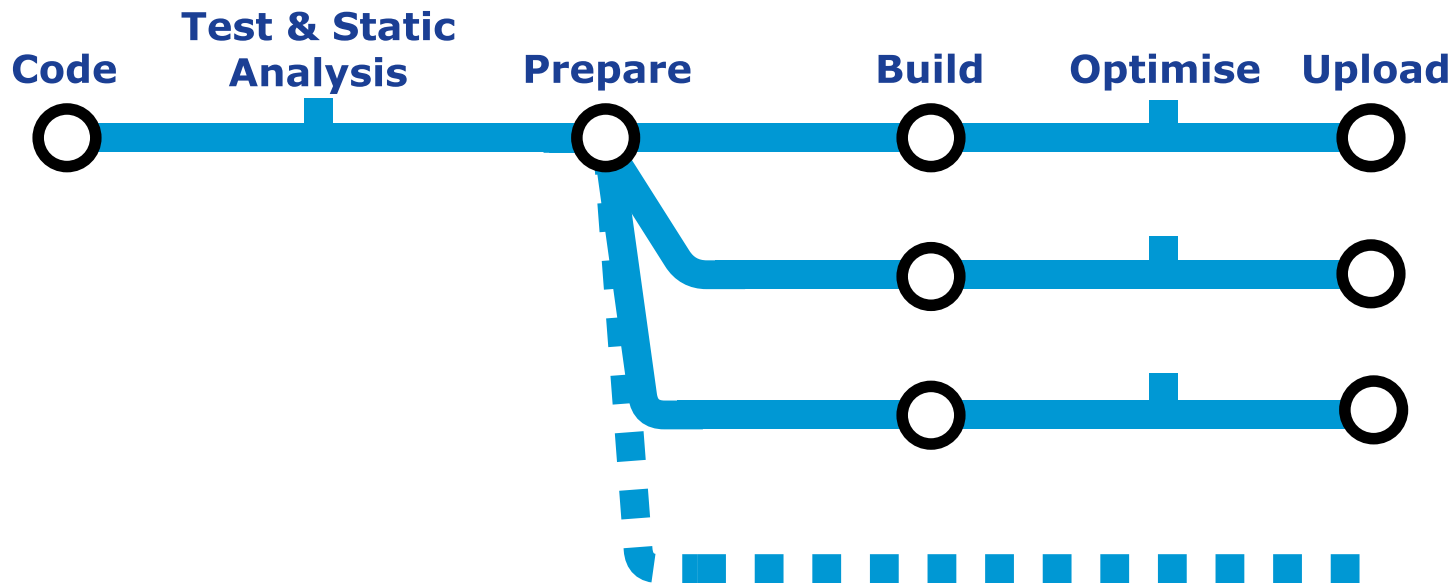 Code
Test & Static
Analysis
Prepare
Build
Optimise
Upload